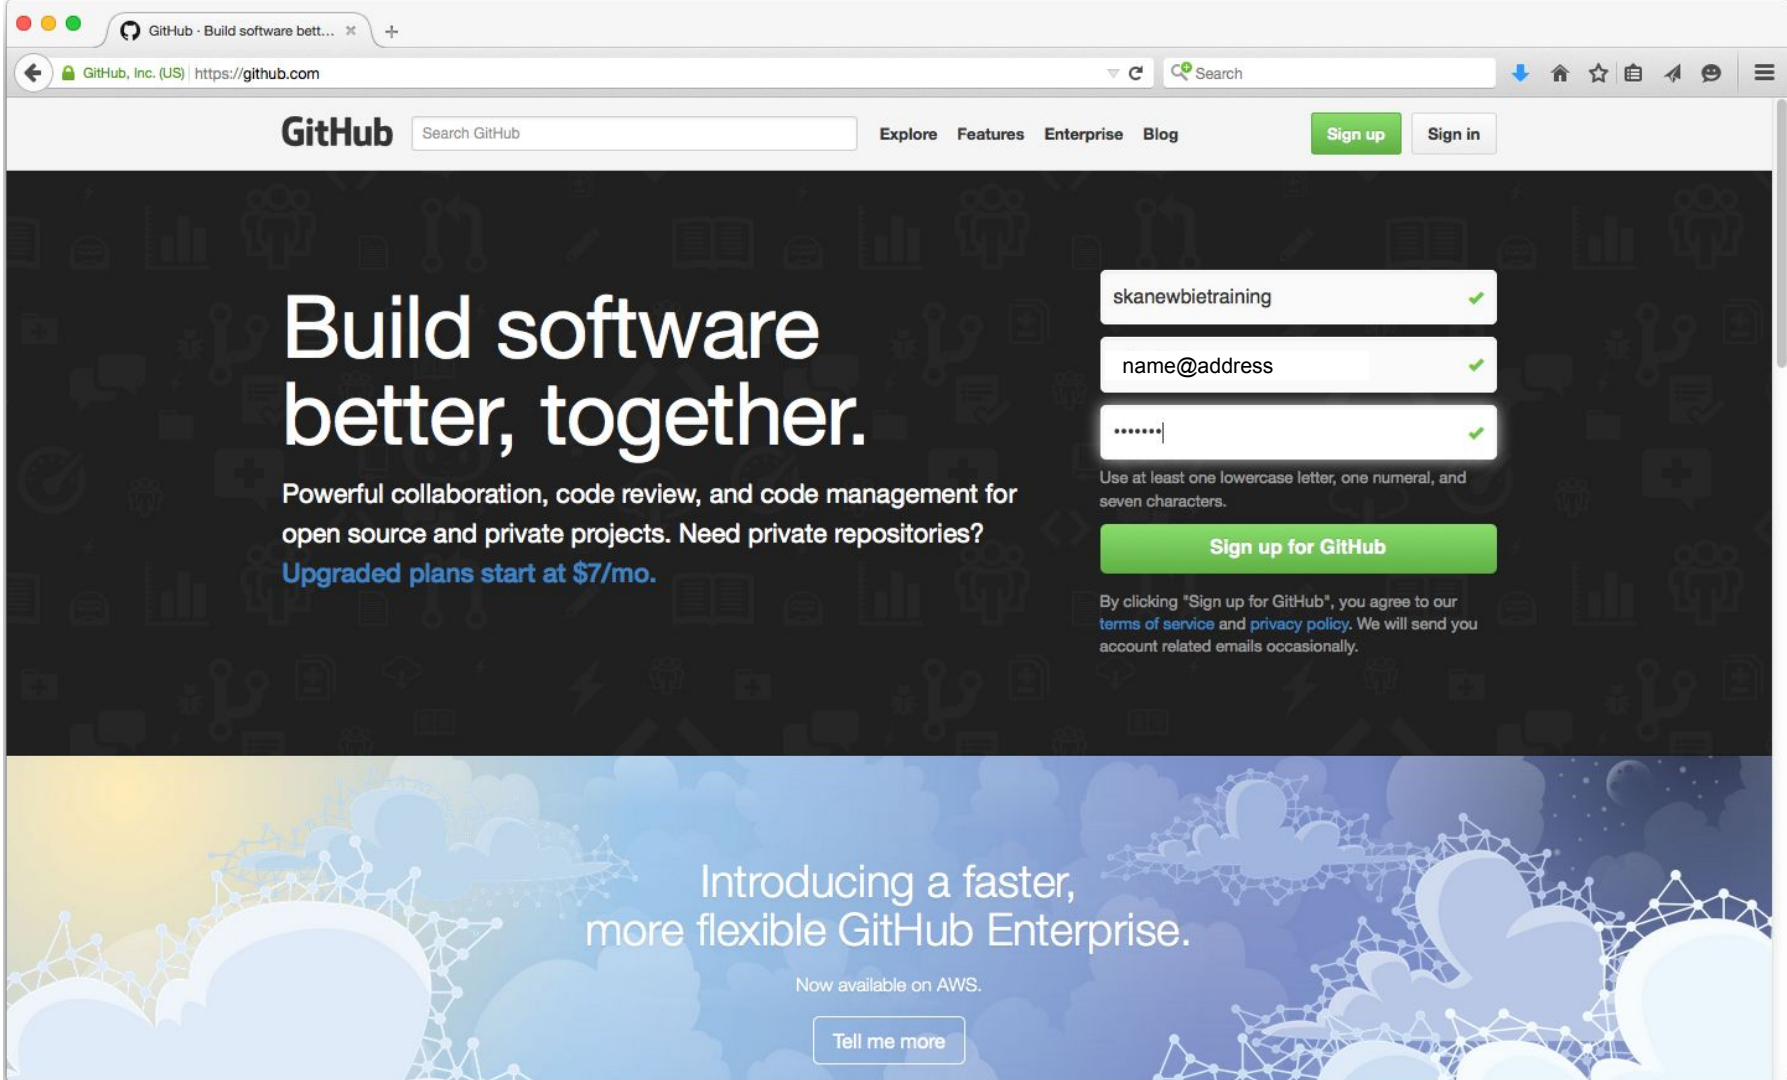 GitHub · Build software bett...
GitHub, Inc. (US) https://github.com
Search
GitHub
Search GitHub
Explore Features Enterprise Blog
Sign up
Sign in
Build software
better, together.
Powerful collaboration, code review, and code management for
open source and private projects. Need private repositories?
Upgraded plans start at $7/mo.
skanewbietraining
name@address
•••••••
Use at least one lowercase letter, one numeral, and
seven characters.
Sign up for GitHub
By clicking "Sign up for GitHub", you agree to our
terms of service and privacy policy. We will send you
account related emails occasionally.
Introducing a faster,
more flexible GitHub Enterprise.
Now available on AWS.
Tell me more